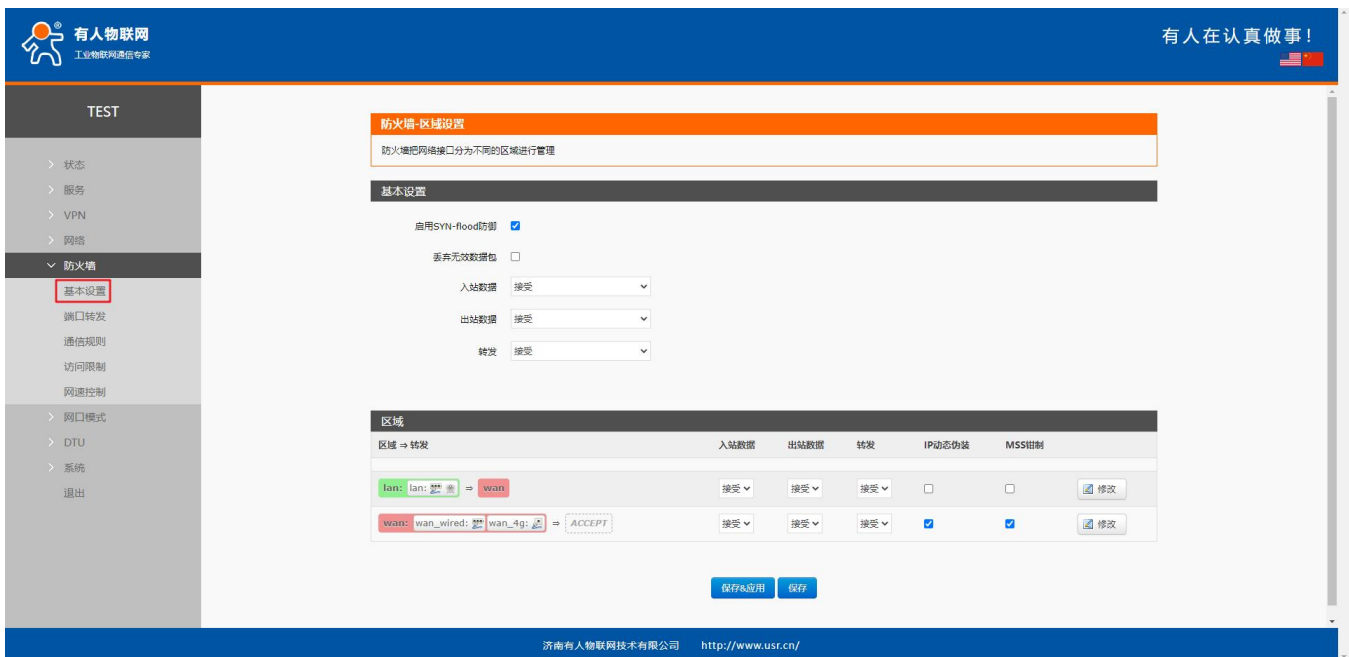 有人物联网
工业物联网通信专家
有人在认真做事!
TEST
状态
服务
VPN
网络
防火墙
基本设置
端口转发
通信规则
访问限制
网速控制
网口模式
DTU
系统
退出
防火墙-区域设置
防火墙把网络接口分为不同的区域进行管理
基本设置
启用SYN-flood防御
丢弃无效数据包
入站数据 接受
出站数据 接受
转发 接受
区域
区域 ⇒ 转发 入站数据 出站数据 转发 IP动态伪装 MSS钳制
lan: lan: ⇒ wan 接受 接受 接受 修改
wan: wan_wired: wan_4g: ⇒ ACCEPT 接受 接受 接受 修改
保存&应用 保存
济南有人物联网技术有限公司 http://www.usr.cn/